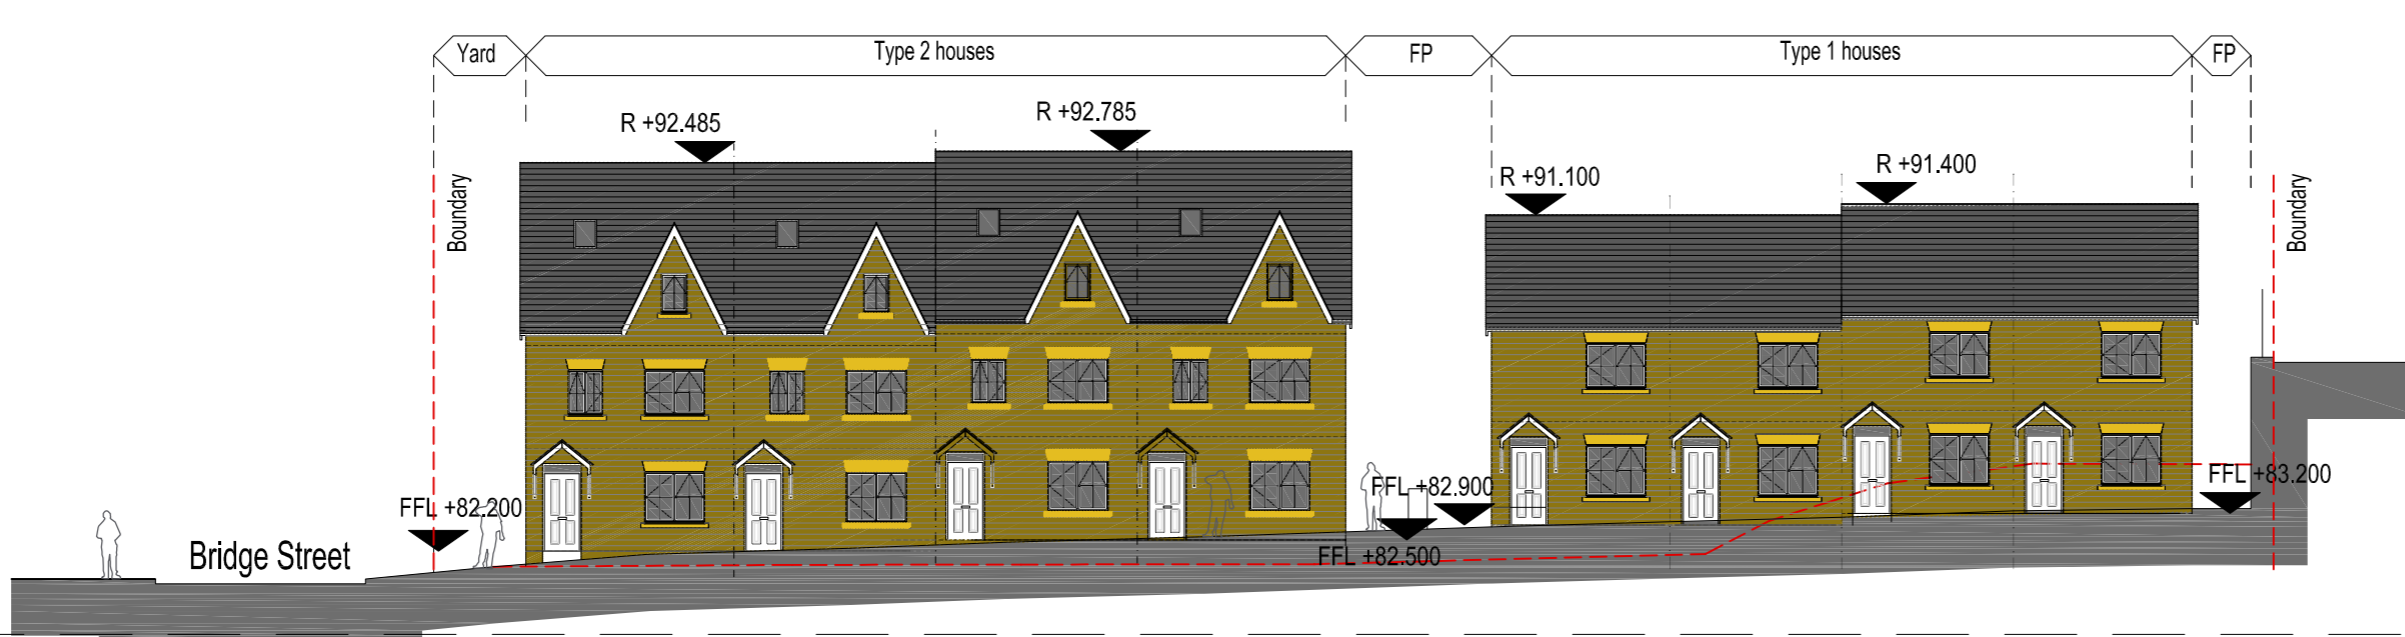 Yard
Type 2 houses
FP
Type 1 houses
FP
R +92.485
R +92.785
R +91.100
R +91.400
Boundary
Boundary
FFL +82.200
FFL +82.900
FFL +83.200
Bridge Street
FFL +82.500